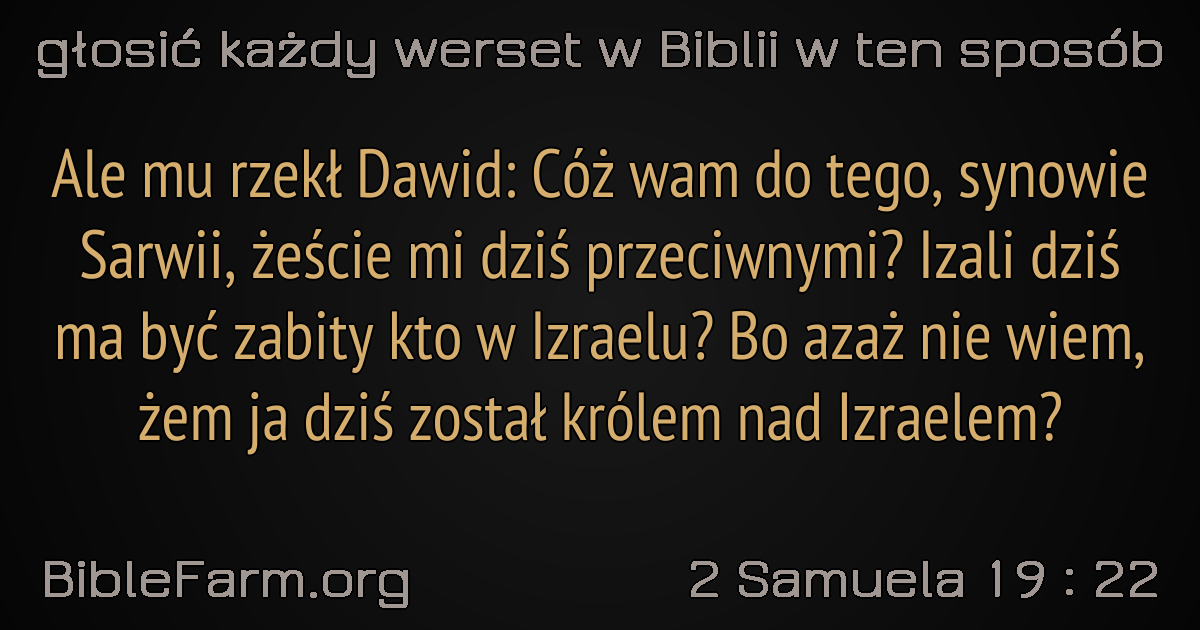 głosić każdy werset w Biblii w ten sposób
Ale mu rzekł Dawid: Cóż wam do tego, synowie
Sarwii, żeście mi dziś przeciwnymi? Izali dziś
ma być zabity kto w Izraelu? Bo azaż nie wiem,
żem ja dziś został królem nad Izraelem?
BibleFarm.org
2 Samuela 19 : 22